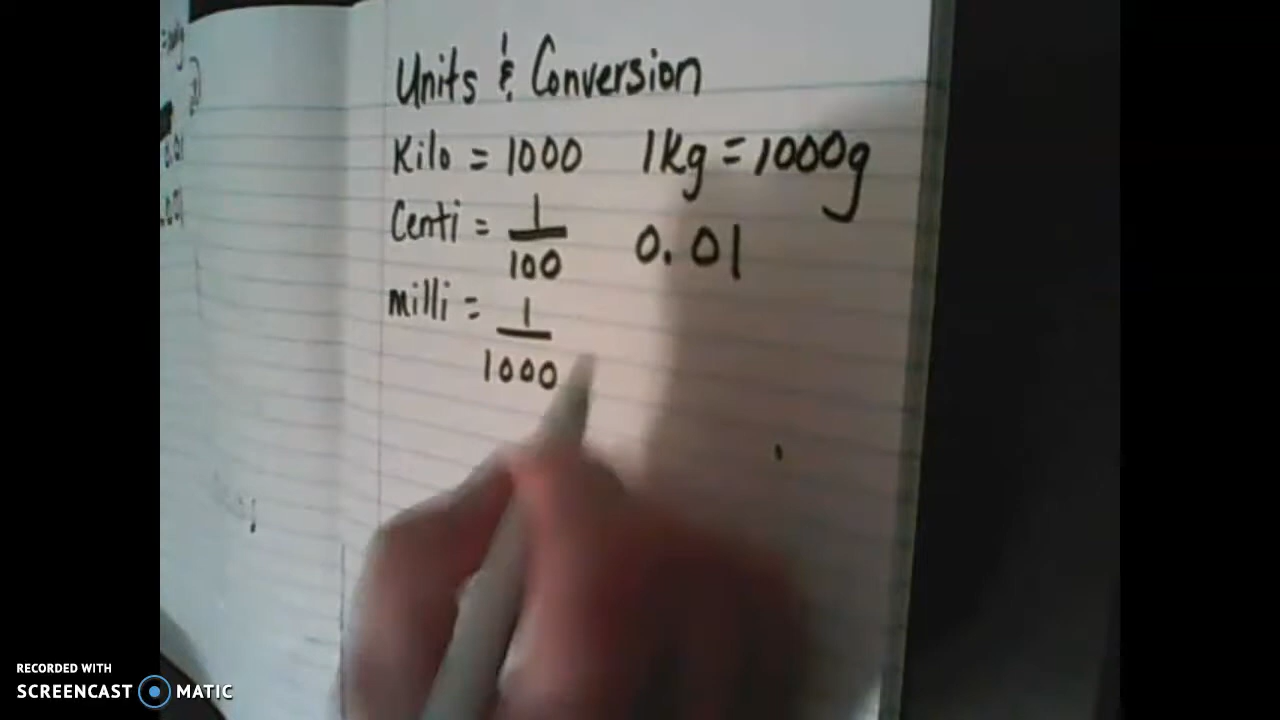 Units & Conversion
Kilo = 1000 1kg = 1000g
Centi = 1/100 0.01
milli = 1/1000
RECORDED WITH
SCREENCAST MATIC